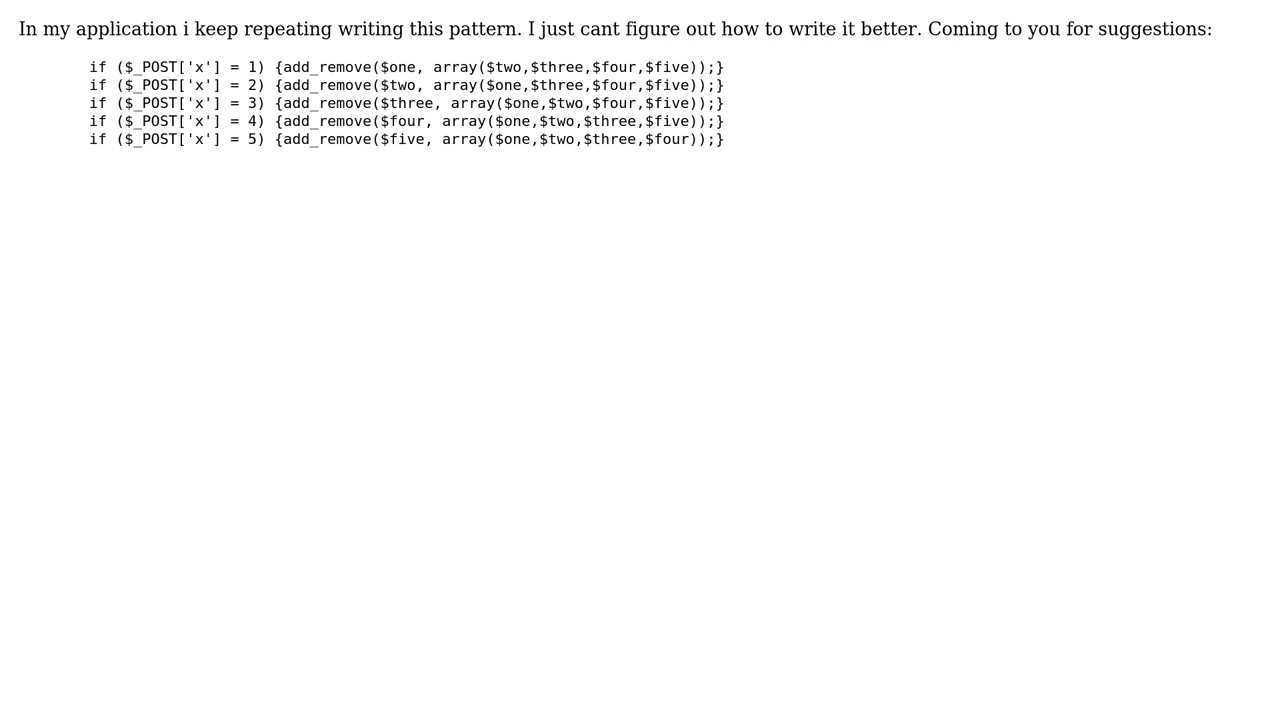 In my application i keep repeating writing this pattern. I just cant figure out how to write it better. Coming to you for suggestions:
if ($_POST['x'] = 1) {add_remove($one, array($two,$three,$four,$five));}
if ($_POST['x'] = 2) {add_remove($two, array($one,$three,$four,$five));}
if ($_POST['x'] = 3) {add_remove($three, array($one,$two,$four,$five));}
if ($_POST['x'] = 4) {add_remove($four, array($one,$two,$three,$five));}
if ($_POST['x'] = 5) {add_remove($five, array($one,$two,$three,$four));}